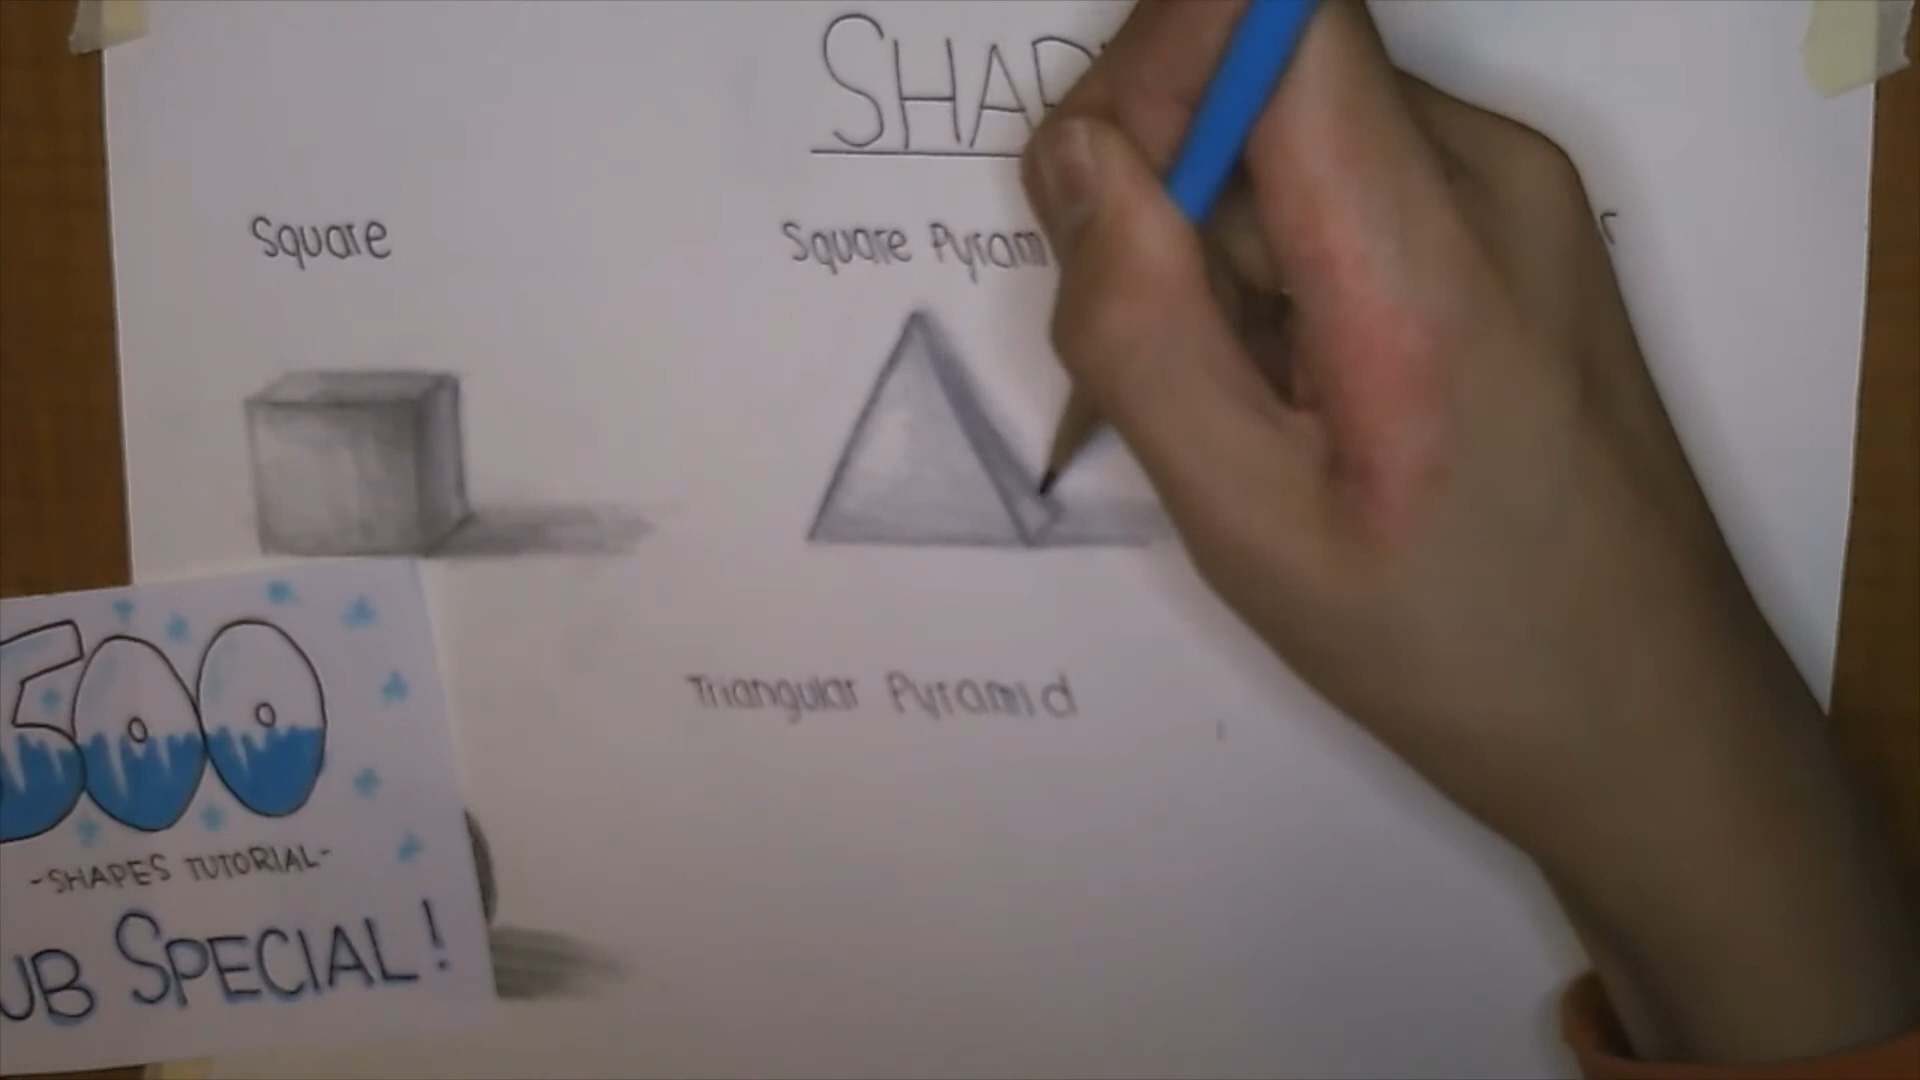 SHAP
Square
Square Pyram
r
Triangular Pyramid
500
-SHAPES TUTORIAL-
UB SPECIAL!